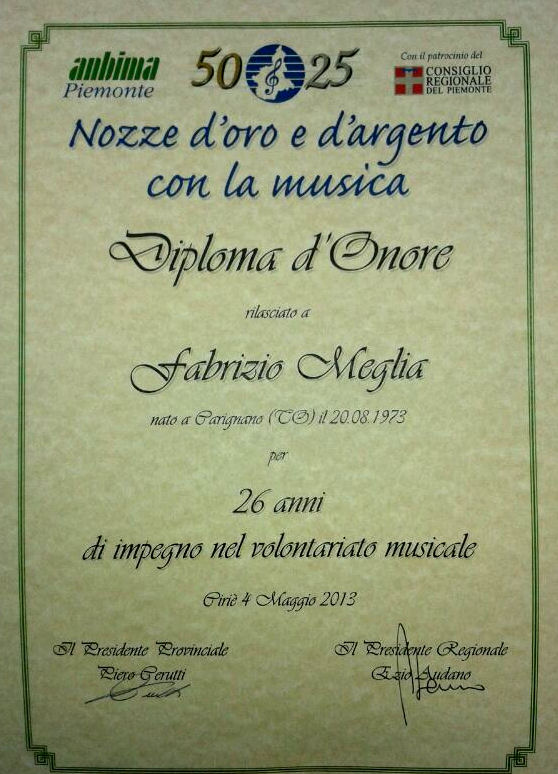 anbima
Piemonte
50 25
Con il patrocinio del
CONSIGLIO
REGIONALE
DEL PIEMONTE
Nozze d'oro e d'argento
con la musica
Diploma d'Onore
rilasciato a
Fabrizio Meglia
nato a Carignano (TO) il 20.08.1973
per
26 anni
di impegno nel volontariato musicale
Ciriè 4 Maggio 2013
Il Presidente Provinciale
Piero Cerutti
Il Presidente Regionale
Ezio Audano